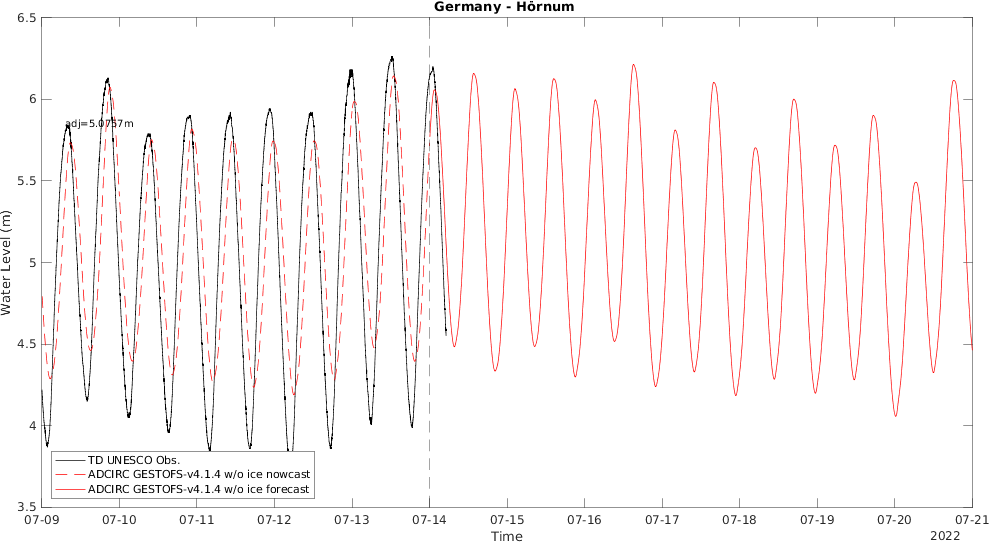 Germany - Hörnum
6.5
6
5.5
5
4.5
4
3.5
Water Level (m)
adj=5.0757m
TD UNESCO Obs.
ADCIRC GESTOFS-v4.1.4 w/o ice nowcast
ADCIRC GESTOFS-v4.1.4 w/o ice forecast
07-09 07-10 07-11 07-12 07-13 07-14 07-15 07-16 07-17 07-18 07-19 07-20 07-21
Time
2022